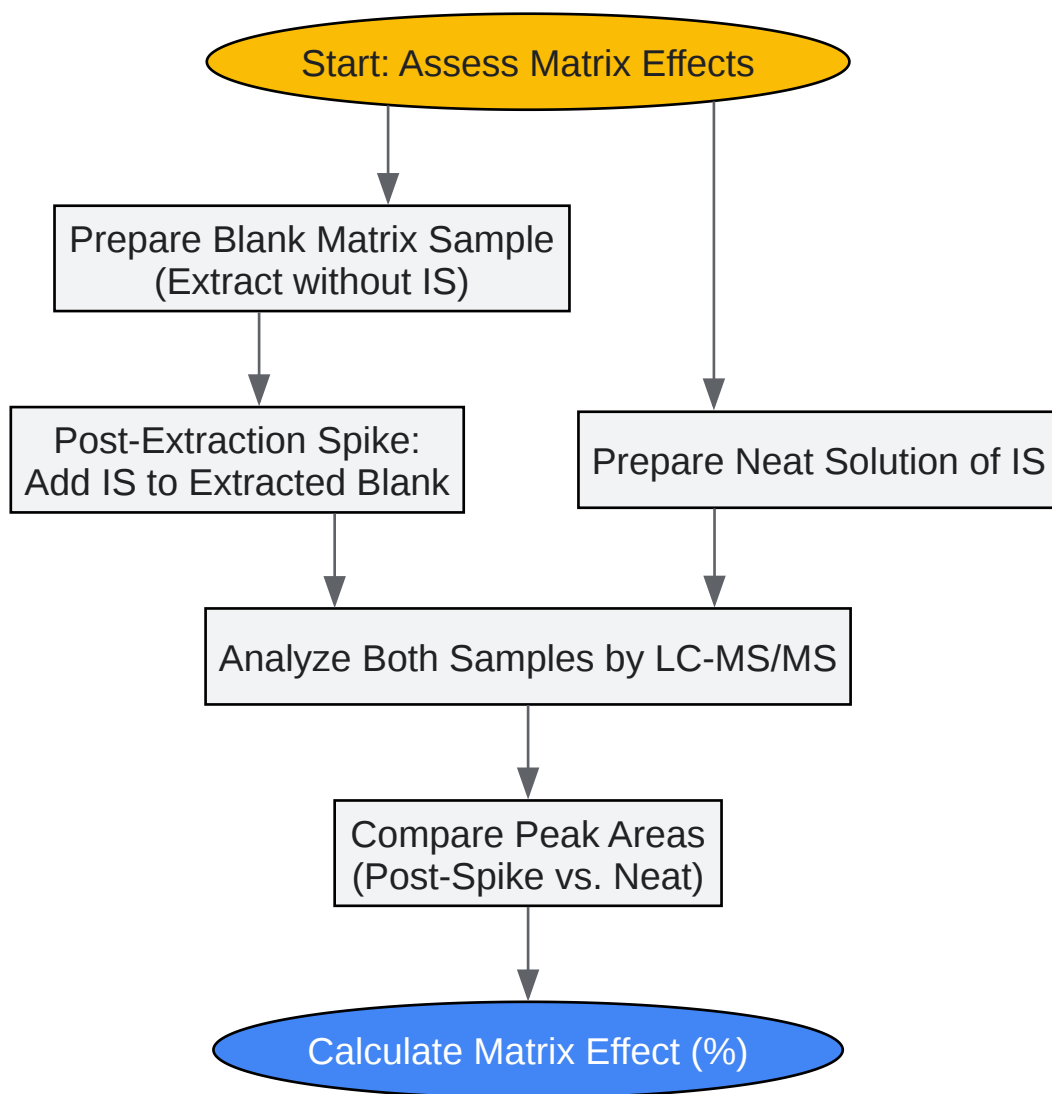 Start: Assess Matrix Effects
Prepare Blank Matrix Sample
(Extract without IS)
Post-Extraction Spike:
Add IS to Extracted Blank
Prepare Neat Solution of IS
Analyze Both Samples by LC-MS/MS
Compare Peak Areas
(Post-Spike vs. Neat)
Calculate Matrix Effect (%)